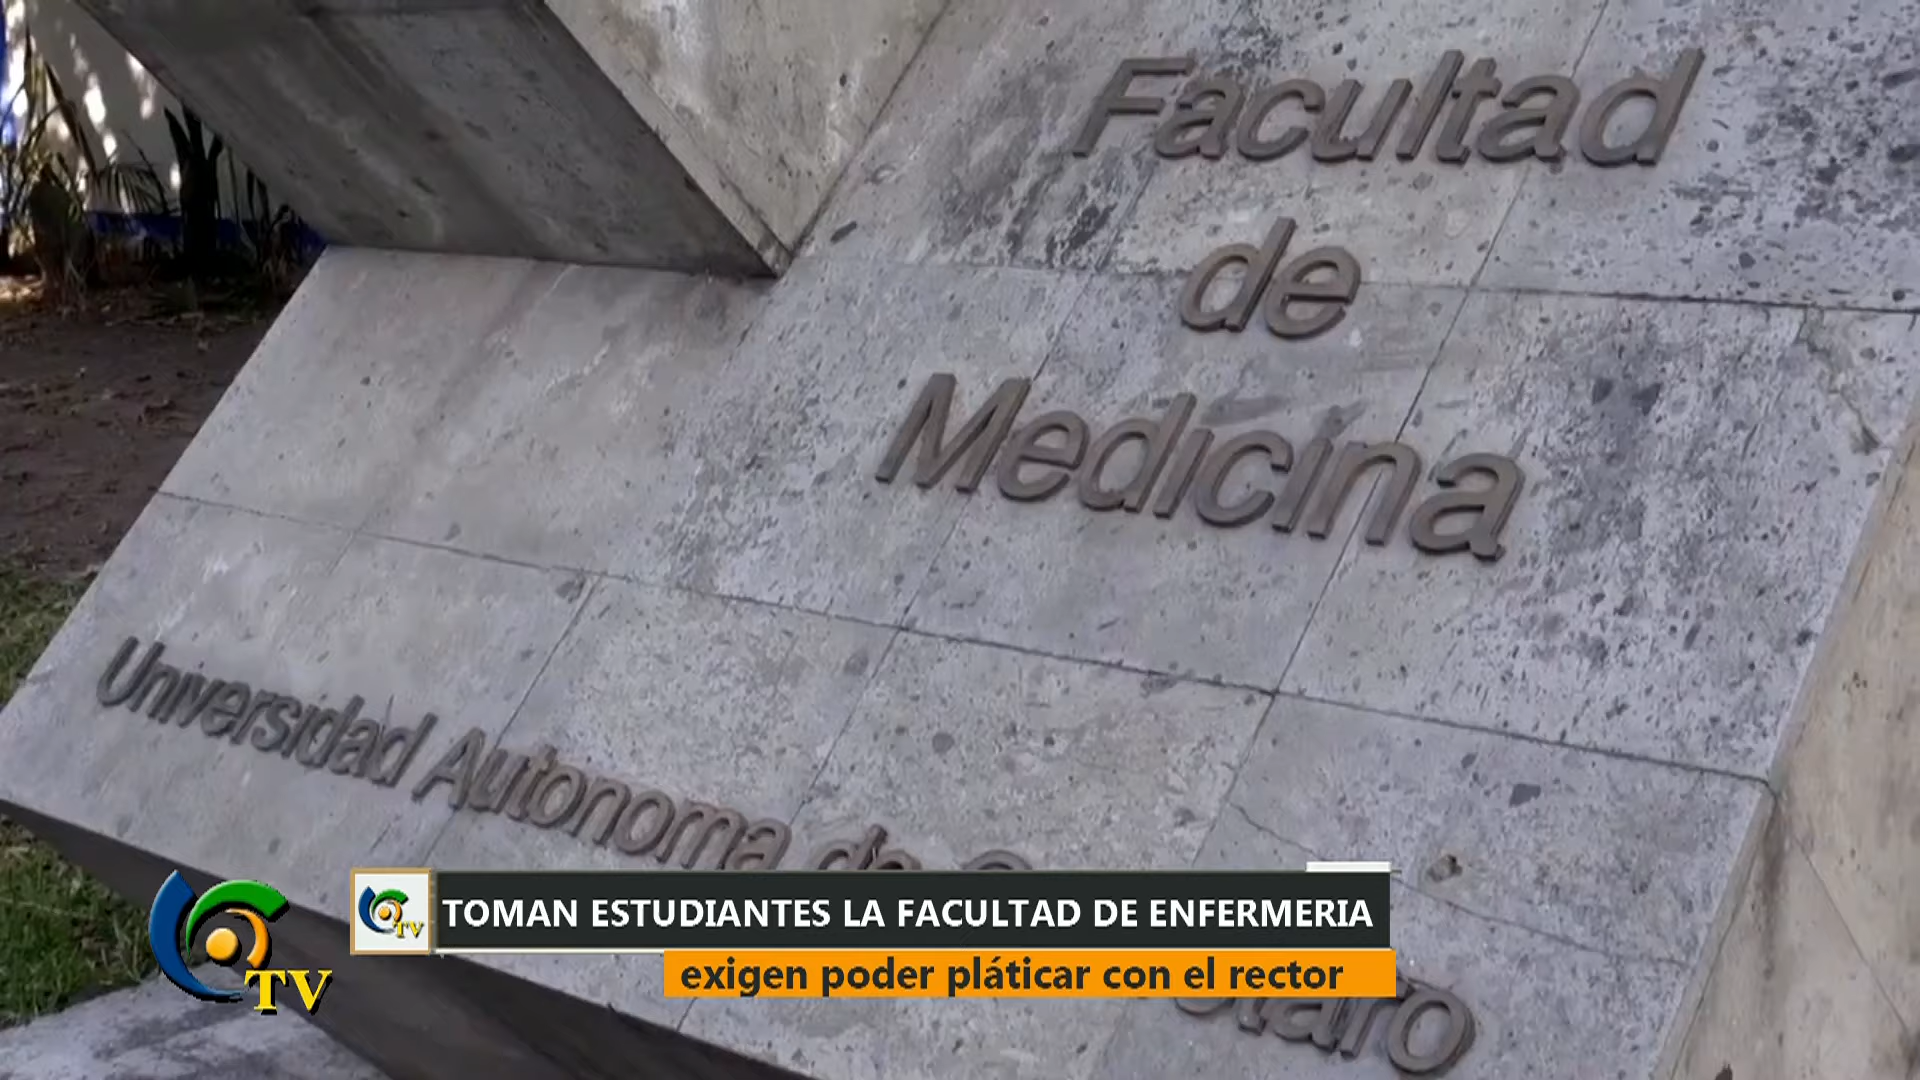 Facultad
de
Medicina
Universidad Autonoma de
TV
TV
TOMAN ESTUDIANTES LA FACULTAD DE ENFERMERIA
exigen poder pláticar con el rector